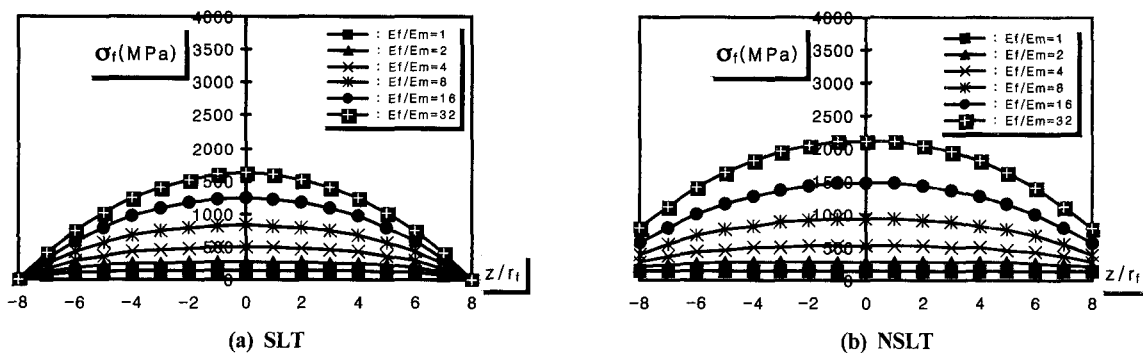 4000
σf(MPa)
3500
3000
2500
2000
1500
1000
500
0
: Ef/Em=1
: Ef/Em=2
: Ef/Em=4
: Ef/Em=8
: Ef/Em=16
: Ef/Em=32
z/rf
-8 -6 -4 -2 0 2 4 6 8
(a) SLT
4000
σf(MPa)
3500
3000
2500
2000
1500
1000
500
0
: Ef/Em=1
: Ef/Em=2
: Ef/Em=4
: Ef/Em=8
: Ef/Em=16
: Ef/Em=32
z/rf
-8 -6 -4 -2 0 2 4 6 8
(b) NSLT